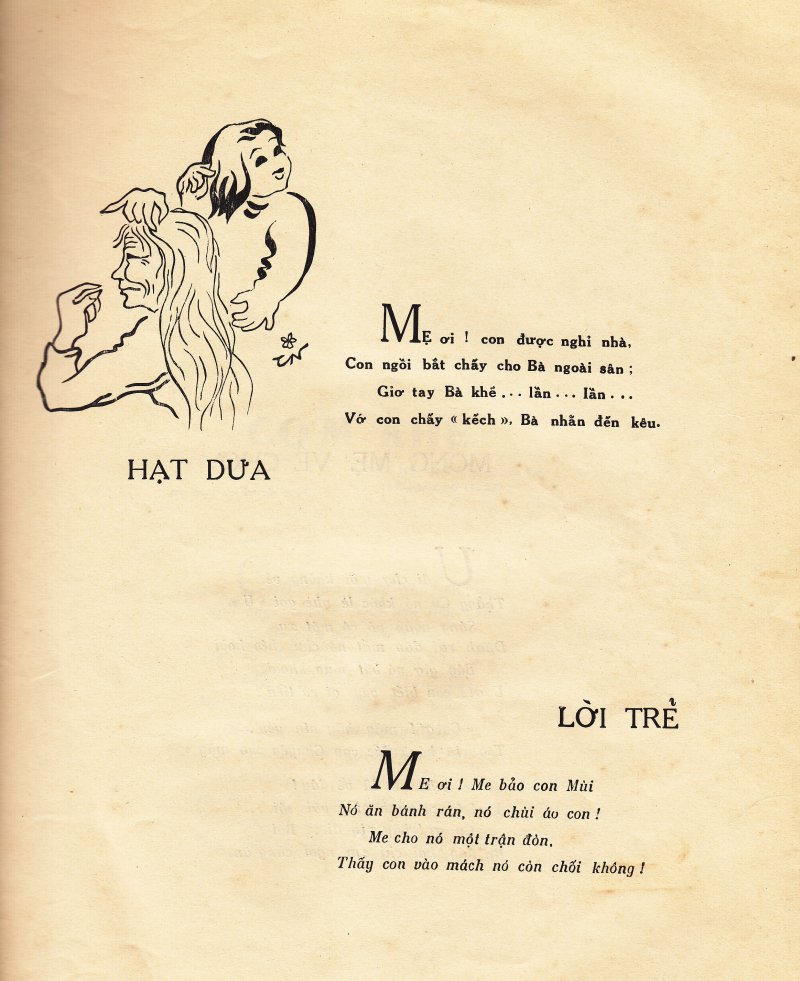 MẸ ơi ! con được nghỉ nhà,
Con ngồi bắt chấy cho Bà ngoài sân ;
Giơ tay Bà khẽ ... lần ... lần ...
Vớ con chấy « kếch », Bà nhằn đến kêu.
HẠT DƯA
LỜI TRẺ
ME ơi ! Me bảo con Mùi
Nó ăn bánh rán, nó chùi áo con !
Me cho nó một trận đòn,
Thấy con vào mách nó còn chối không !